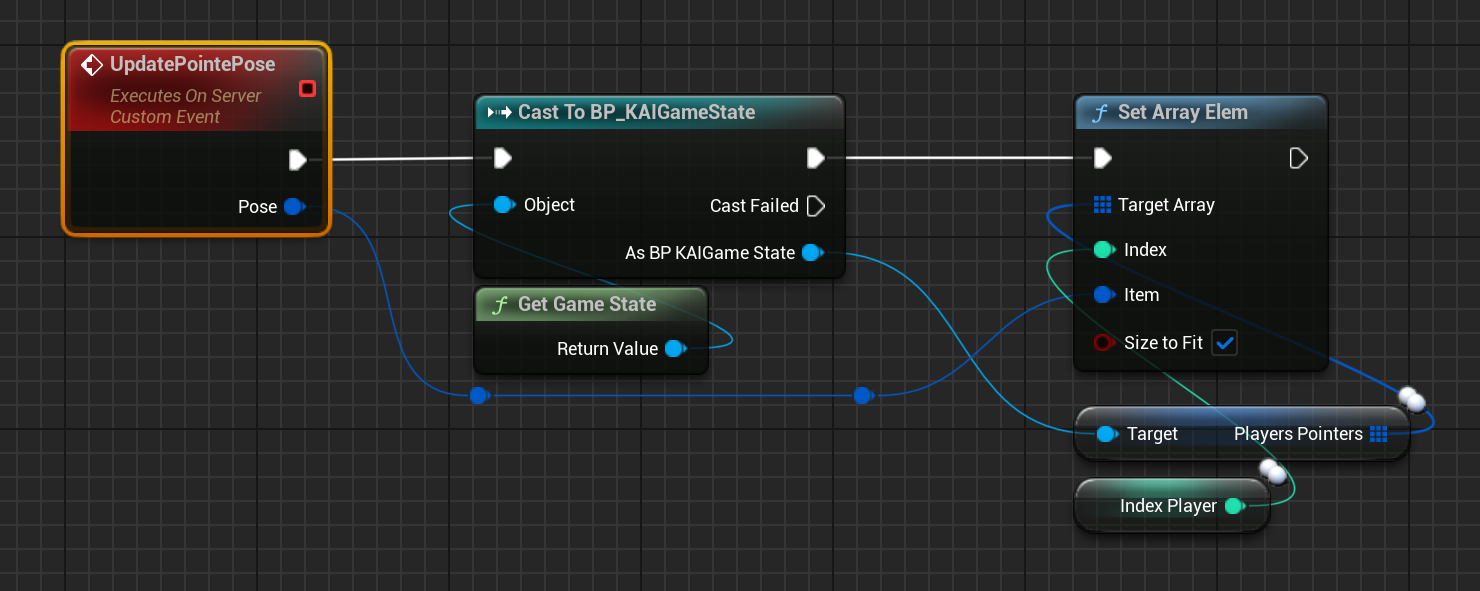 UpdatePointePose
Executes On Server
Custom Event
Pose
Cast To BP_KAIGameState
Object
Cast Failed
As BP KAIGame State
Get Game State
Return Value
Set Array Elem
Target Array
Index
Item
Size to Fit
Target Players Pointers
Index Player